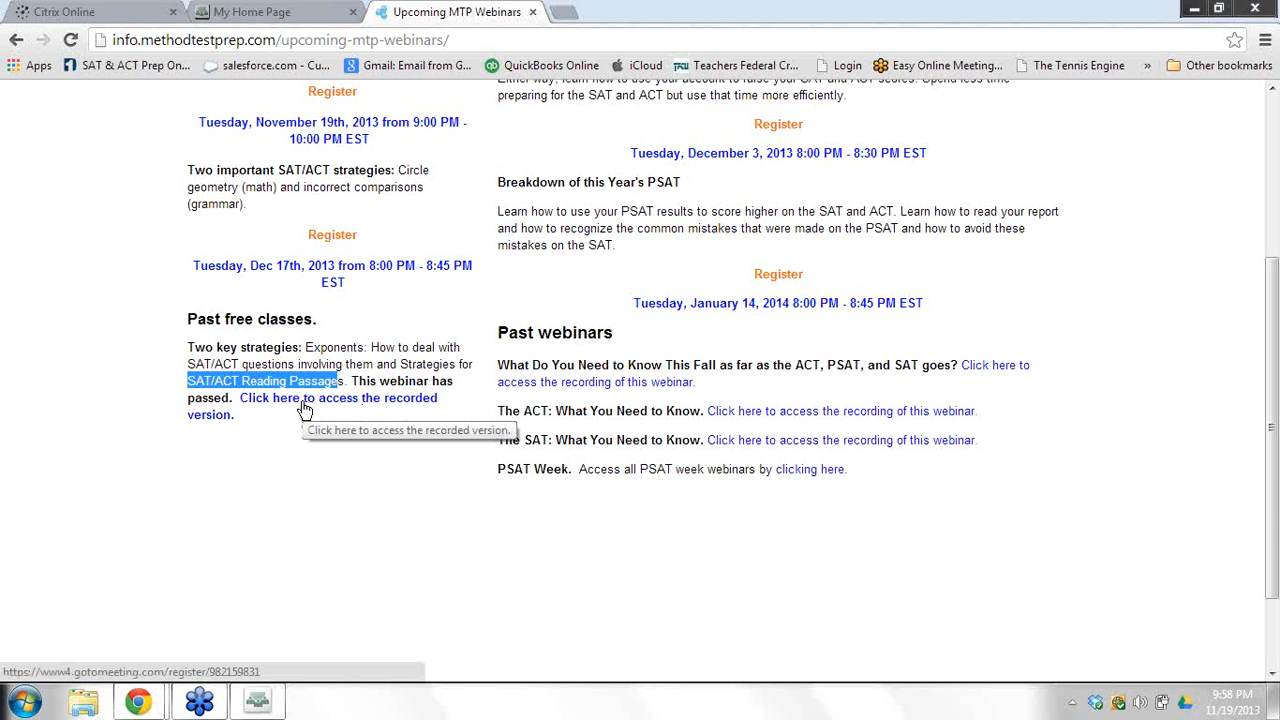 Citrix Online
My Home Page
Upcoming MTP Webinars
info.methodtestprep.com/upcoming-mtp-webinars/
Apps
SAT & ACT Prep On...
salesforce.com - Cu...
Gmail: Email from G...
QuickBooks Online
iCloud
Teachers Federal Cr...
Login
Easy Online Meeting...
The Tennis Engine
»
Other bookmarks
Register
Tuesday, November 19th, 2013 from 9:00 PM -
10:00 PM EST
Two important SAT/ACT strategies: Circle
geometry (math) and incorrect comparisons
(grammar).
Register
Tuesday, Dec 17th, 2013 from 8:00 PM - 8:45 PM
EST
Past free classes.
Two key strategies: Exponents: How to deal with
SAT/ACT questions involving them and Strategies for
SAT/ACT Reading Passages. This webinar has
passed. Click here to access the recorded
version.
Click here to access the recorded version.
preparing for the SAT and ACT but use that time more efficiently.
Register
Tuesday, December 3, 2013 8:00 PM - 8:30 PM EST
Breakdown of this Year's PSAT
Learn how to use your PSAT results to score higher on the SAT and ACT. Learn how to read your report
and how to recognize the common mistakes that were made on the PSAT and how to avoid these
mistakes on the SAT.
Register
Tuesday, January 14, 2014 8:00 PM - 8:45 PM EST
Past webinars
What Do You Need to Know This Fall as far as the ACT, PSAT, and SAT goes? Click here to
access the recording of this webinar.
The ACT: What You Need to Know. Click here to access the recording of this webinar.
The SAT: What You Need to Know. Click here to access the recording of this webinar.
PSAT Week. Access all PSAT week webinars by clicking here.
https://www4.gotomeeting.com/register/982159831
9:58 PM
11/19/2013